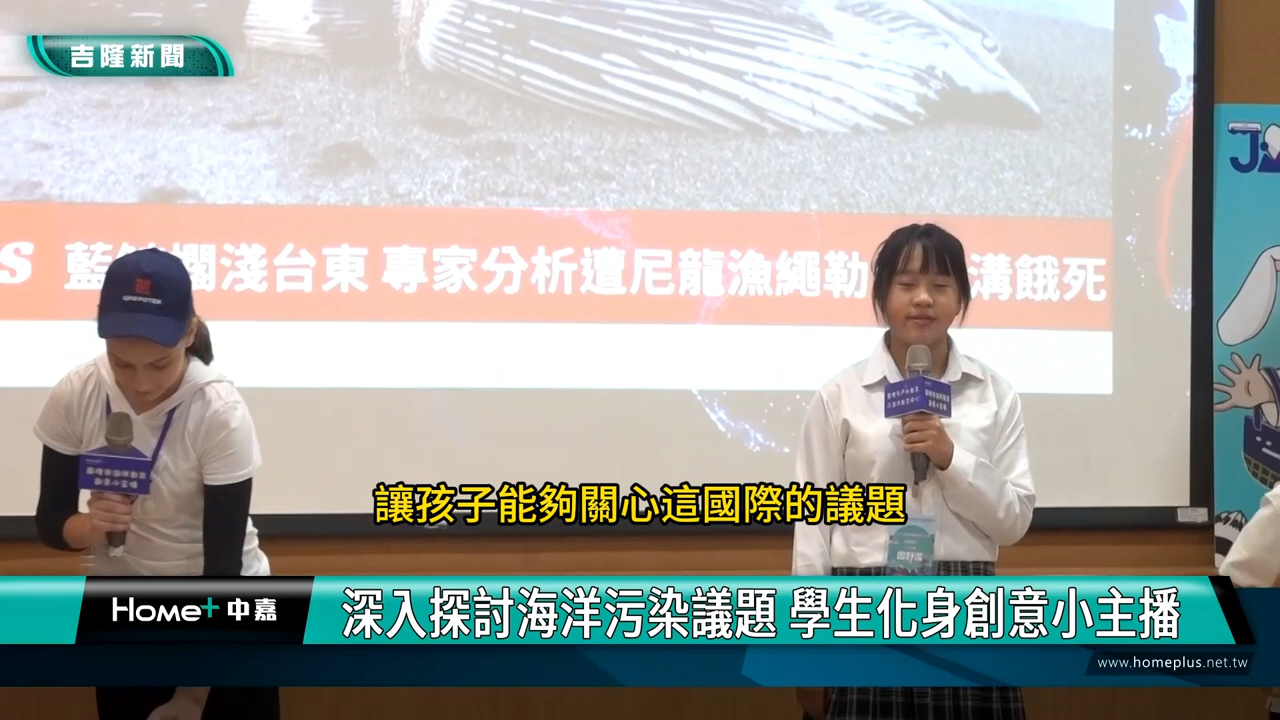 吉隆新聞
S 藍鯨擱淺台東 專家分析遭尼龍漁繩勒 溝餓死
讓孩子能夠關心這國際的議題
Home+中嘉
深入探討海洋污染議題 學生化身創意小主播
www.homeplus.net.tw